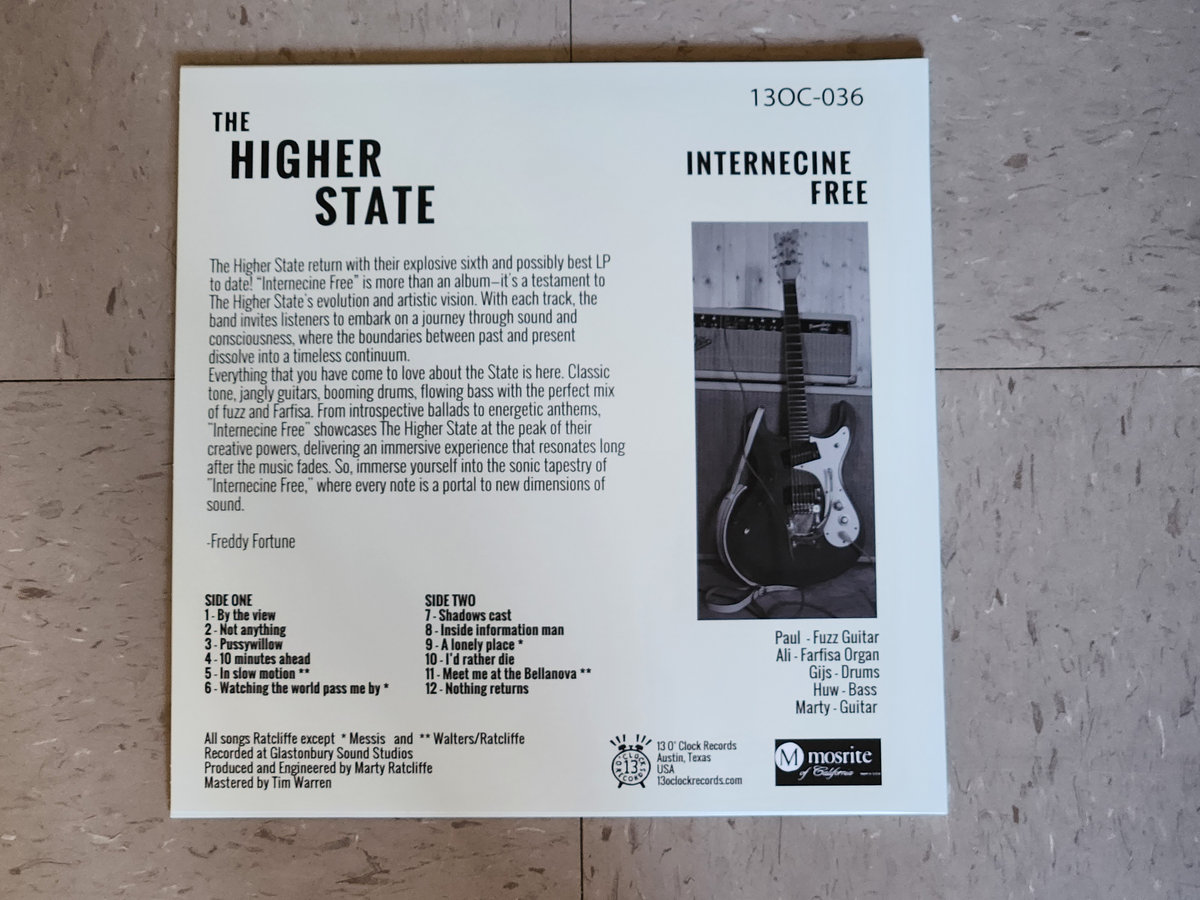 13OC-036
THE
HIGHER
STATE
INTERNECINE
FREE
The Higher State return with their explosive sixth and possibly best LP
to date! “Internecine Free” is more than an album–it's a testament to
The Higher State's evolution and artistic vision. With each track, the
band invites listeners to embark on a journey through sound and
consciousness, where the boundaries between past and present
dissolve into a timeless continuum.
Everything that you have come to love about the State is here. Classic
tone, jangly guitars, booming drums, flowing bass with the perfect mix
of fuzz and Farfisa. From introspective ballads to energetic anthems,
“Internecine Free” showcases The Higher State at the peak of their
creative powers, delivering an immersive experience that resonates long
after the music fades. So, immerse yourself into the sonic tapestry of
“Internecine Free,” where every note is a portal to new dimensions of
sound.
-Freddy Fortune
SIDE ONE
1 - By the view
2 - Not anything
3 - Pussywillow
4 - 10 minutes ahead
5 - In slow motion **
6 - Watching the world pass me by *
SIDE TWO
7 - Shadows cast
8 - Inside information man
9 - A lonely place *
10 - I'd rather die
11 - Meet me at the Bellanova **
12 - Nothing returns
Paul - Fuzz Guitar
Ali - Farfisa Organ
Gijs - Drums
Huw - Bass
Marty - Guitar
All songs Ratcliffe except * Messis and ** Walters/Ratcliffe
Recorded at Glastonbury Sound Studios
Produced and Engineered by Marty Ratcliffe
Mastered by Tim Warren
13 O'CLOCK RECORDS
13 O' Clock Records
Austin, Texas
USA
13oclockrecords.com
M mosrite
of California